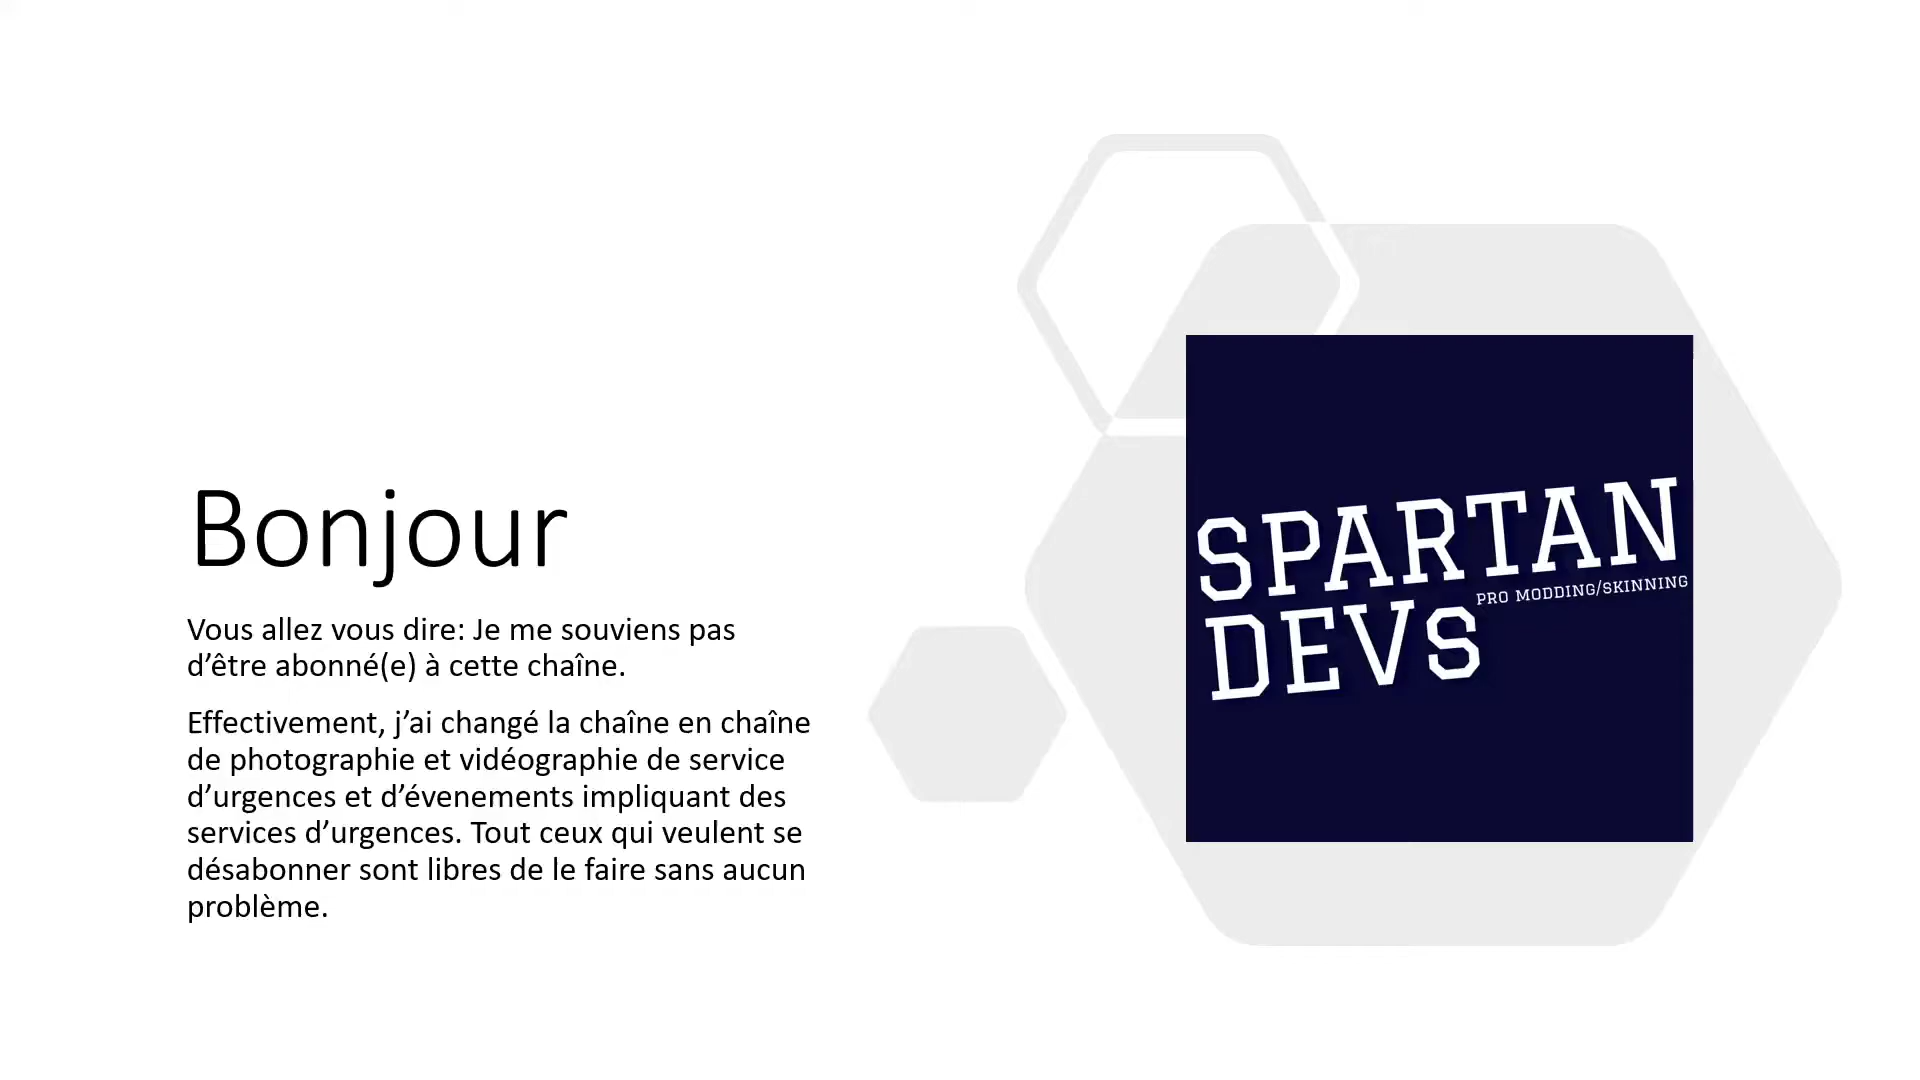 Bonjour
Vous allez vous dire: Je me souviens pas
d’être abonné(e) à cette chaîne.
Effectivement, j’ai changé la chaîne en chaîne
de photographie et vidéographie de service
d’urgences et d’évenements impliquant des
services d’urgences. Tout ceux qui veulent se
désabonner sont libres de le faire sans aucun
problème.
SPARTAN
PRO MODDING/SKINNING
DEVS